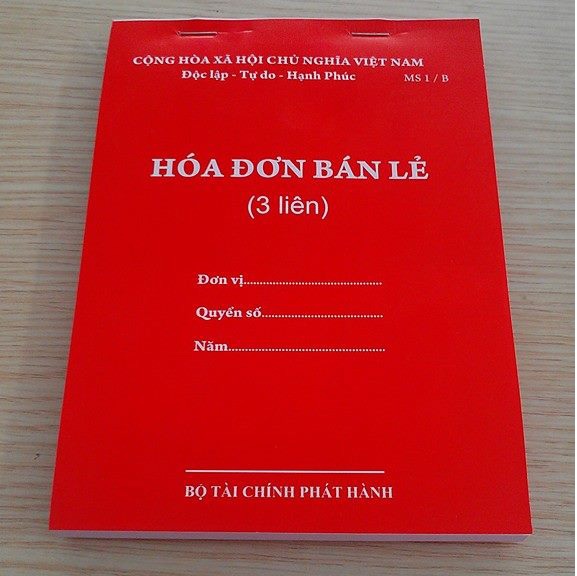 CỘNG HÒA XÃ HỘI CHỦ NGHĨA VIỆT NAM
Độc lập - Tự do - Hạnh Phúc MS 1 / B
HÓA ĐƠN BÁN LẺ
(3 liên)
Đơn vị..........................................
Quyển số.....................................
Năm................................................
BỘ TÀI CHÍNH PHÁT HÀNH